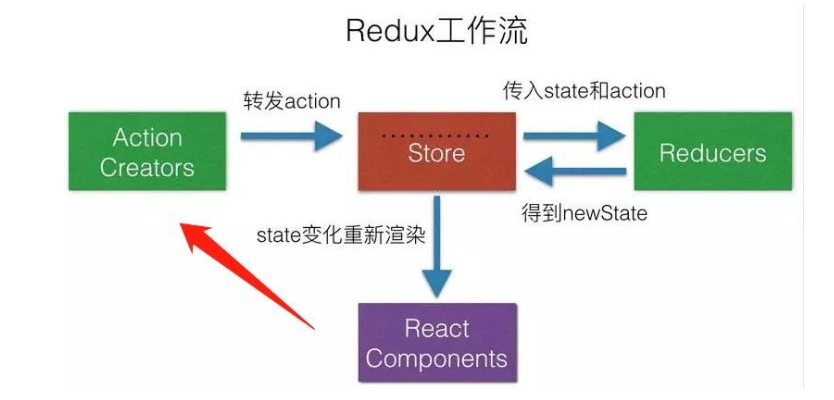 Redux工作流
转发action
传入state和action
Action
Creators
Store
Reducers
得到newState
state变化重新渲染
React
Components